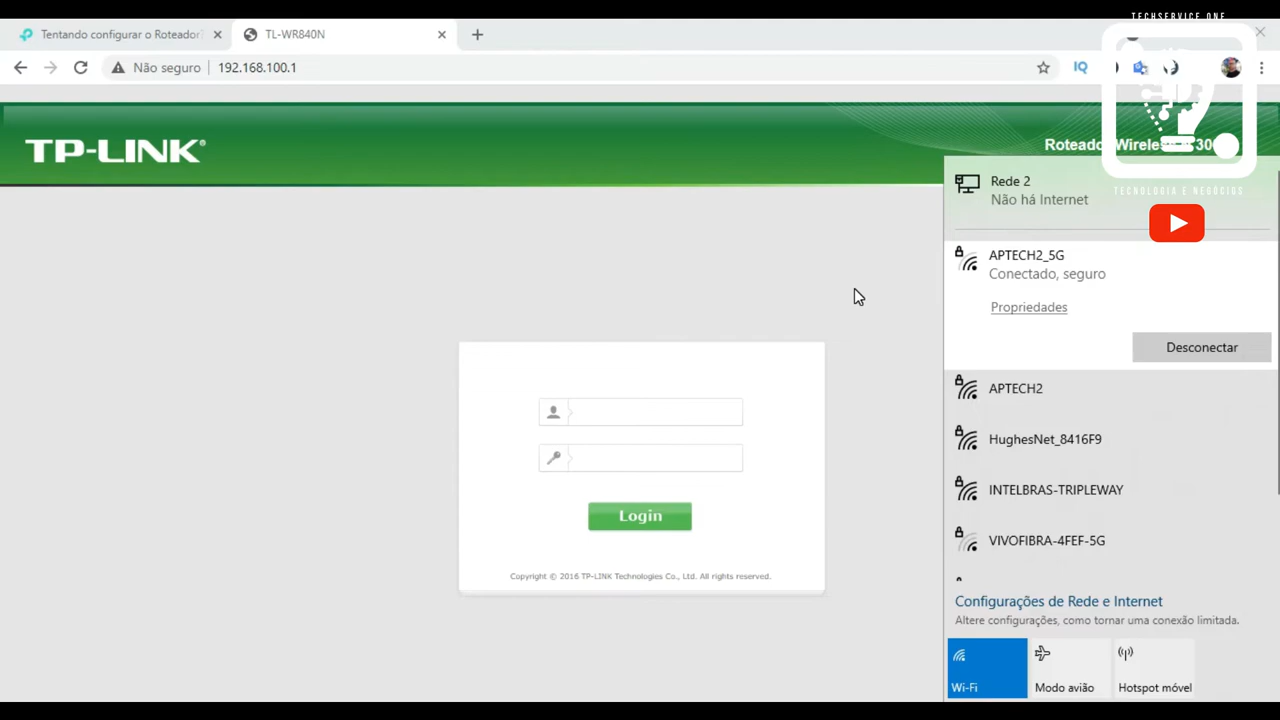 TECHSERVICE ONE
Tentando configurar o Roteador
TL-WR840N
Não seguro
192.168.100.1
IQ
TP-LINK®
Rede 2
Não há Internet
TECNOLOGIA E NEGÓCIOS
APTECH2_5G
Conectado, seguro
Propriedades
Desconectar
APTECH2
HughesNet_8416F9
INTELBRAS-TRIPLEWAY
VIVOFIBRA-4FEF-5G
Login
Copyright © 2016 TP-LINK Technologies Co., Ltd. All rights reserved.
Configurações de Rede e Internet
Altere configurações, como tornar uma conexão limitada.
Wi-Fi
Modo avião
Hotspot móvel